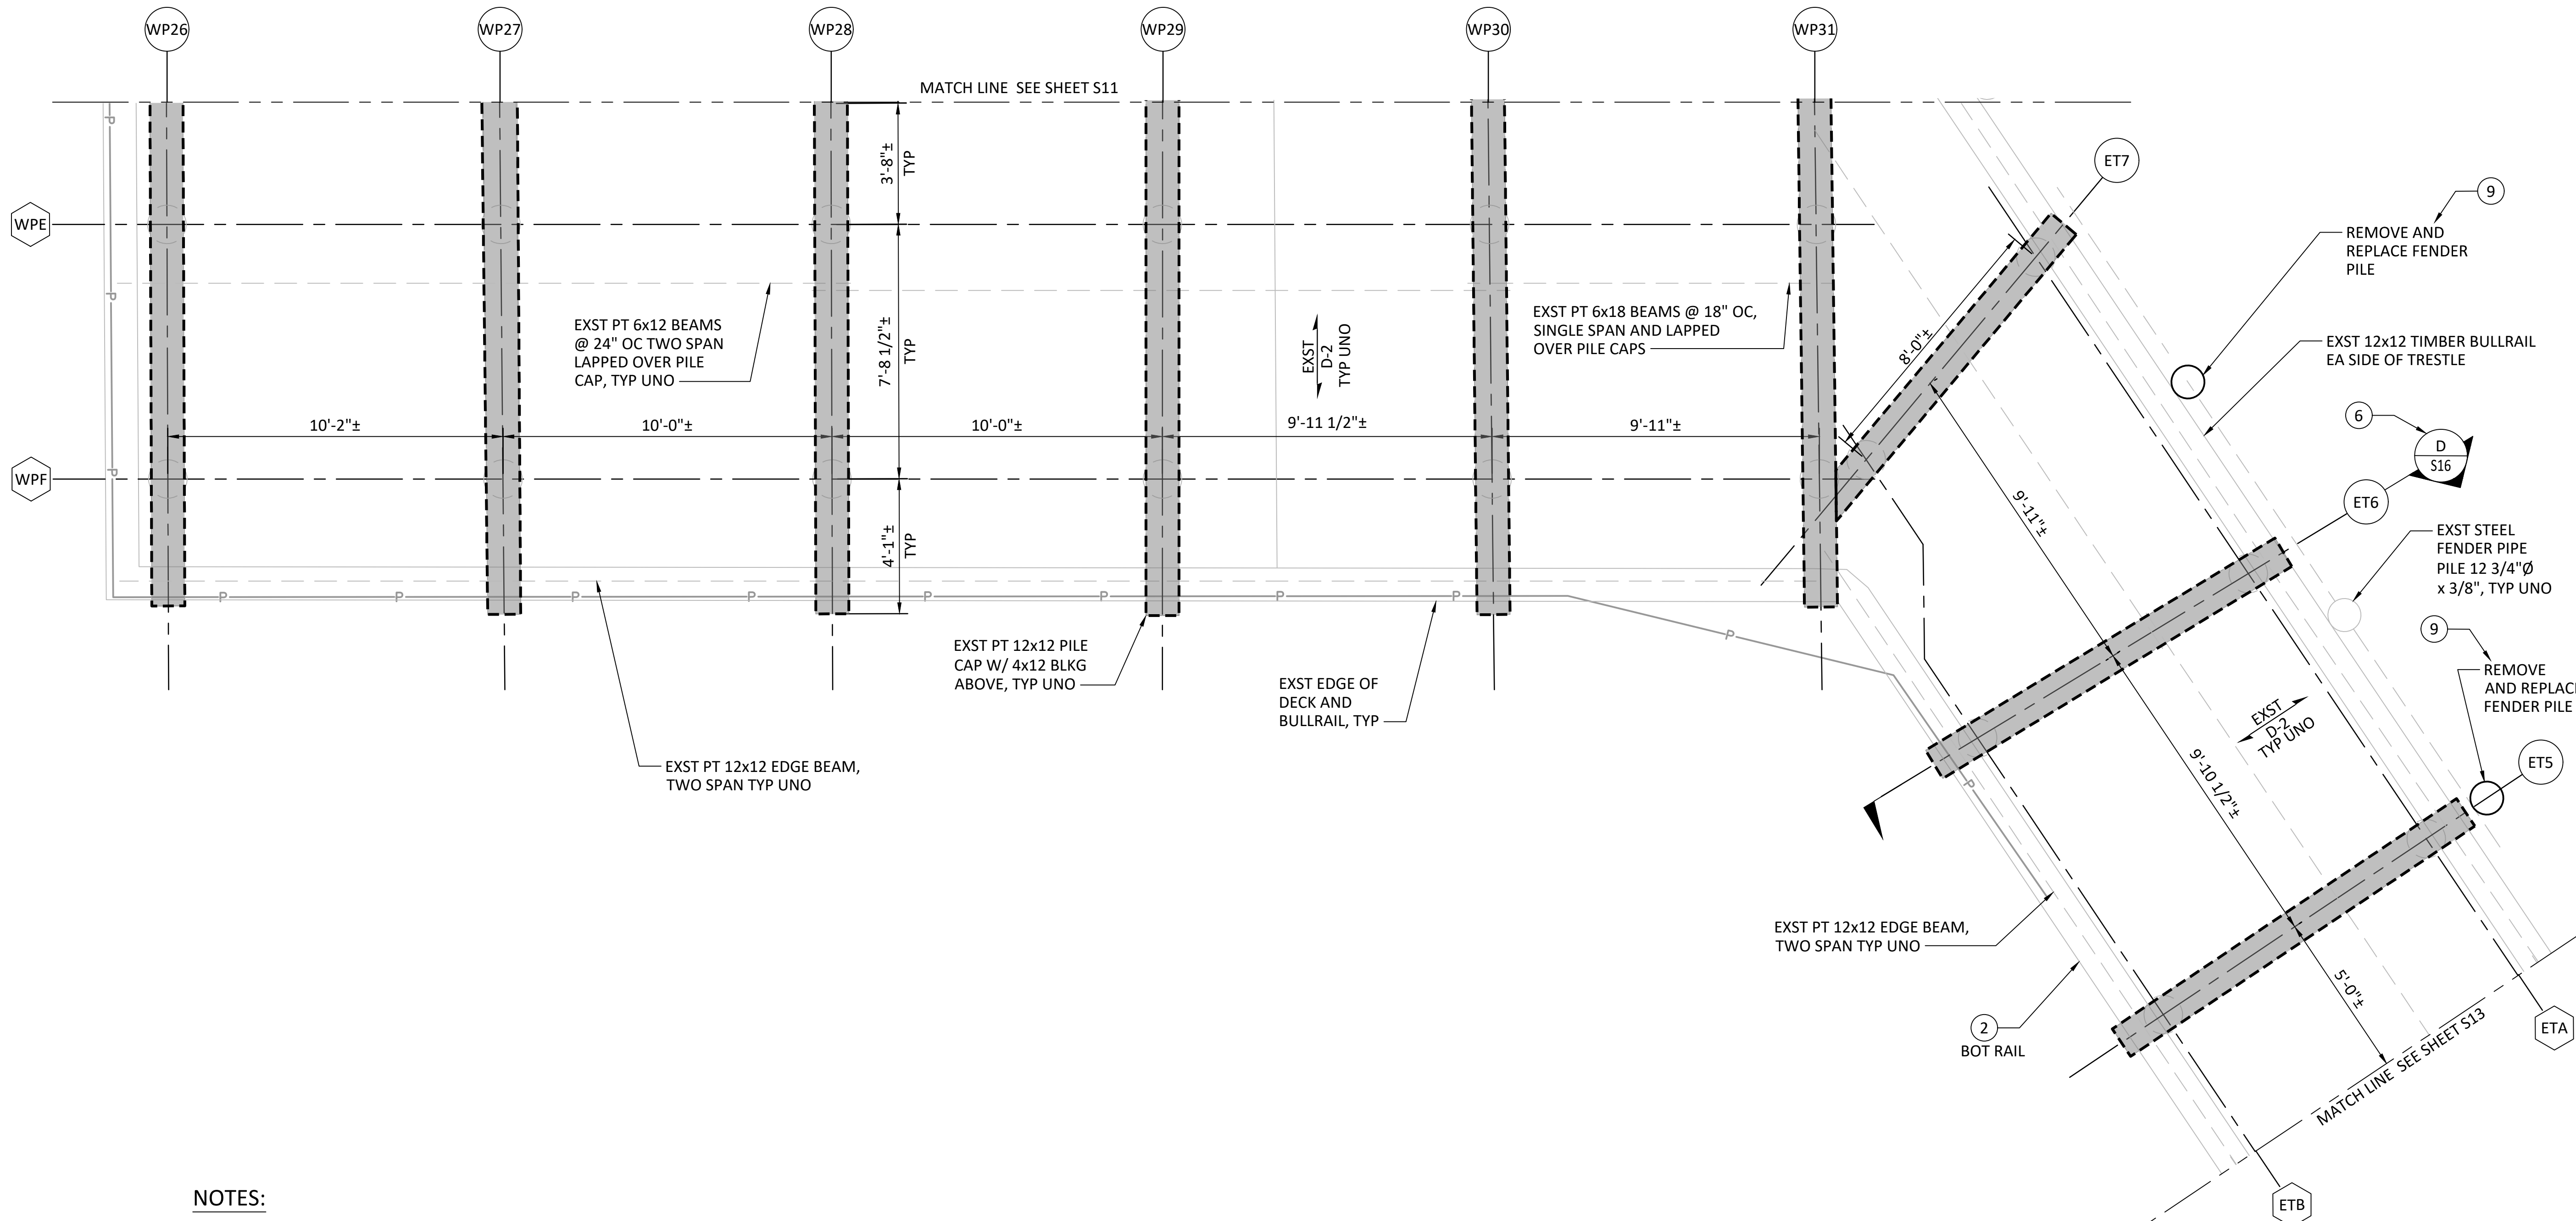 WP26
WP27
WP28
WP29
WP30
WP31
MATCH LINE  SEE SHEET S11
ET7
9
REMOVE AND
REPLACE FENDER
PILE
3'-8"±
TYP
WPE
P
P
P
EXST PT 6x12 BEAMS
@ 24" OC TWO SPAN
LAPPED OVER PILE
CAP, TYP UNO
7'-8 1/2"±
TYP
EXST
D-2
TYP UNO
EXST PT 6x18 BEAMS @ 18" OC,
SINGLE SPAN AND LAPPED
OVER PILE CAPS
8'-0"±
EXST 12x12 TIMBER BULLRAIL
EA SIDE OF TRESTLE
10'-2"±
10'-0"±
10'-0"±
9'-11 1/2"±
9'-11"±
6
D
S16
WPF
ET6
9'-11"±
4'-1"±
TYP
EXST STEEL
FENDER PIPE
PILE 12 3/4"Ø
x 3/8", TYP UNO
P
P
P
P
P
P
P
P
P
P
9
REMOVE
AND REPLAC
FENDER PILE
EXST PT 12x12 PILE
CAP W/ 4x12 BLKG
ABOVE, TYP UNO
EXST EDGE OF
DECK AND
BULLRAIL, TYP
EXST
D-2
TYP UNO
EXST PT 12x12 EDGE BEAM,
TWO SPAN TYP UNO
9'-10 1/2"±
ET5
EXST PT 12x12 EDGE BEAM,
TWO SPAN TYP UNO
5'-0"±
2
BOT RAIL
MATCH LINE  SEE SHEET S13
ETA
NOTES:
ETB